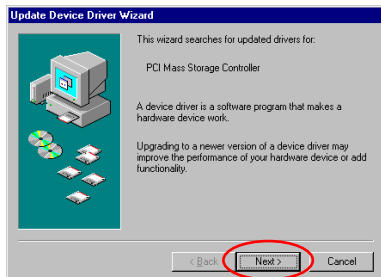 Update Device Driver Wizard
This wizard searches for updated drivers for:
PCI Mass Storage Controller
A device driver is a software program that makes a
hardware device work.
Upgrading to a newer version of a device driver may
improve the performance of your hardware device or add
functionality.
< Back Next > Cancel